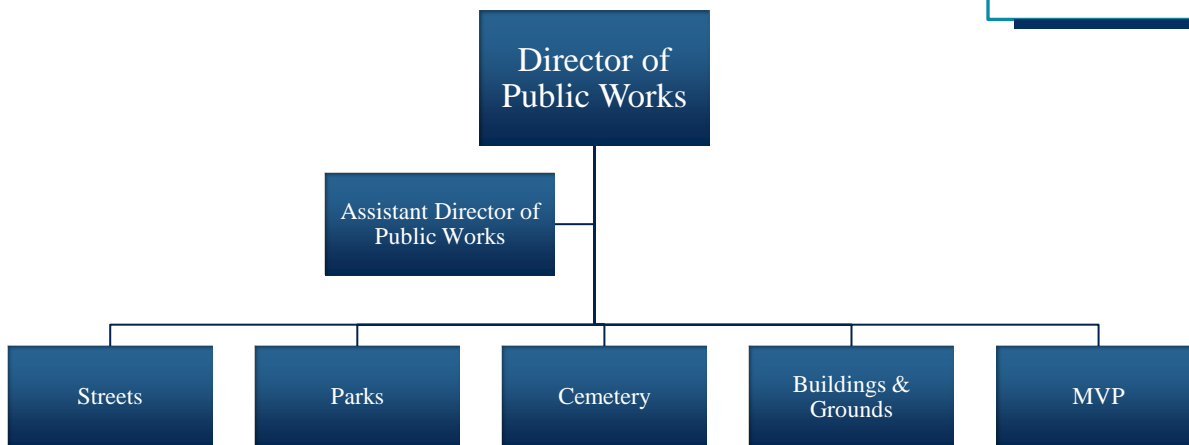 Director of
Public Works
Assistant Director of
Public Works
Streets
Parks
Cemetery
Buildings &
Grounds
MVP